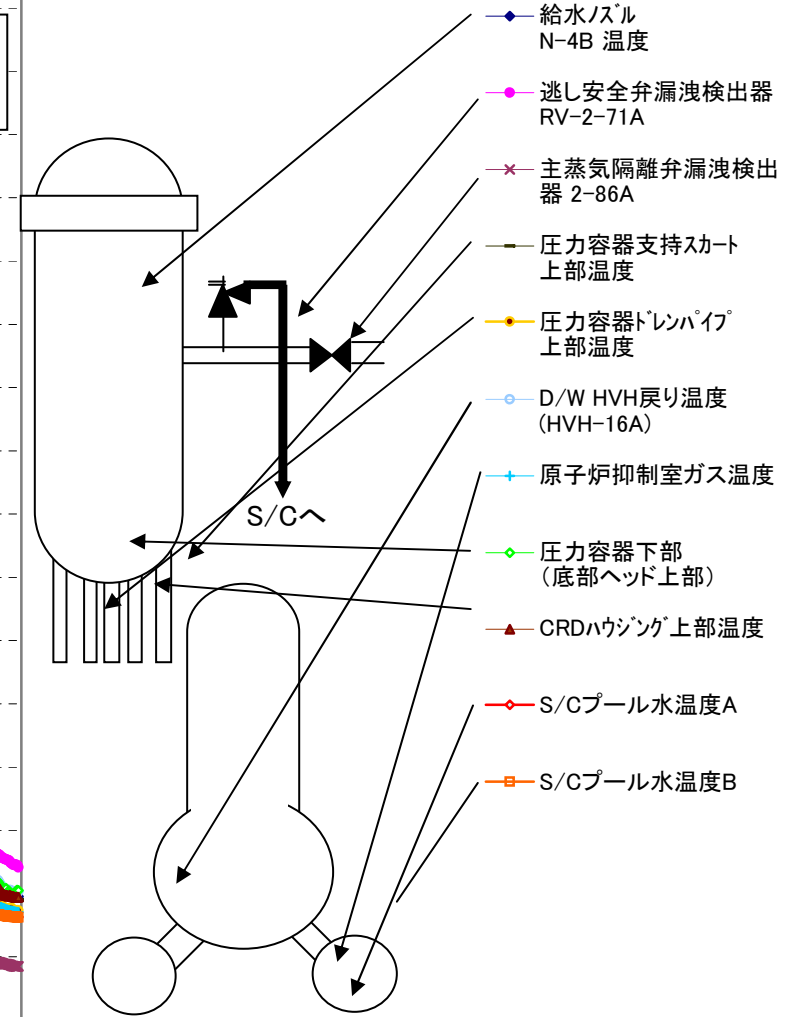 給水ノズル
N-4B 温度
逃し安全弁漏洩検出器
RV-2-71A
主蒸気隔離弁漏洩検出
器 2-86A
圧力容器支持スカート
上部温度
圧力容器ドレンパイプ
上部温度
D/W HVH戻り温度
(HVH-16A)
原子炉抑制室ガス温度
S/Cへ
圧力容器下部
(底部ヘッド上部)
CRDハウジング上部温度
S/Cプール水温度A
S/Cプール水温度B